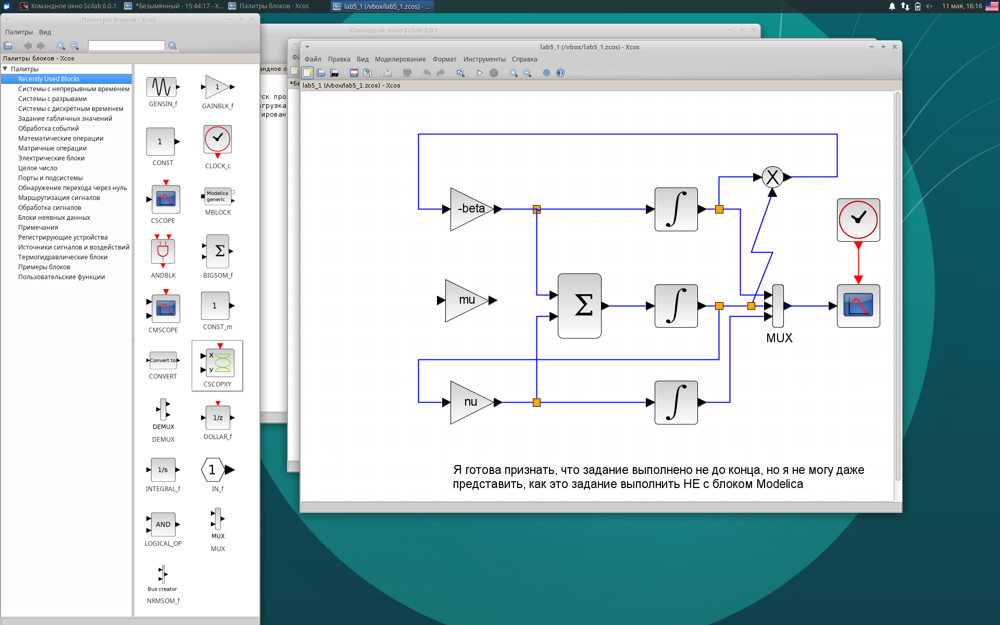 Командное окно Scilab 6.0.1
*Безымянный - 15:44:17 - X...
Палитры блоков - Xcos
lab5_1 (/vbox/lab5_1.zcos) - ...
11 мая, 16:16
Палитры блоков - Xcos
Палитры
Вид
Палитры блоков - Xcos
Палитры
Recently Used Blocks
Системы с непрерывным временем
Системы с разрывами
Системы с дискретным временем
Задание табличных значений
Обработка событий
Математические операции
Матричные операции
Электрические блоки
Целое число
Порты и подсистемы
Обнаружение перехода через нуль
Маршрутизация сигналов
Обработка сигналов
Блоки неявных данных
Примечания
Регистрирующие устройства
Источники сигналов и воздействий
Термогидравлические блоки
Примеры блоков
Пользовательские функции
GENSIN_f
1
GAINBLK_f
1
CONST
CLOCK_c
CSCOPE
Modelica
generic
MBLOCK
ANDBLK
Σ
BIGSOM_f
CMSCOPE
1
CONST_m
Convert to
CONVERT
X
y
CSCOPXY
DEMUX
DEMUX
1/z
DOLLAR_f
1/s
INTEGRAL_f
1
IN_f
AND
LOGICAL_OP
MUX
MUX
Bus creator
NRMSOM_f
Командное окно Scilab 6.0.1
андное о
уск про
агрузка
ирован
Фа
*Бе
lab5_1 (/vbox/lab5_1.zcos) - Xcos
Файл
Правка
Вид
Моделирование
Формат
Инструменты
Справка
lab5_1 (/vbox/lab5_1.zcos) - Xcos
-beta
∫
X
mu
Σ
∫
MUX
nu
∫
Я готова признать, что задание выполнено не до конца, но я не могу даже
представить, как это задание выполнить НЕ с блоком Modelica